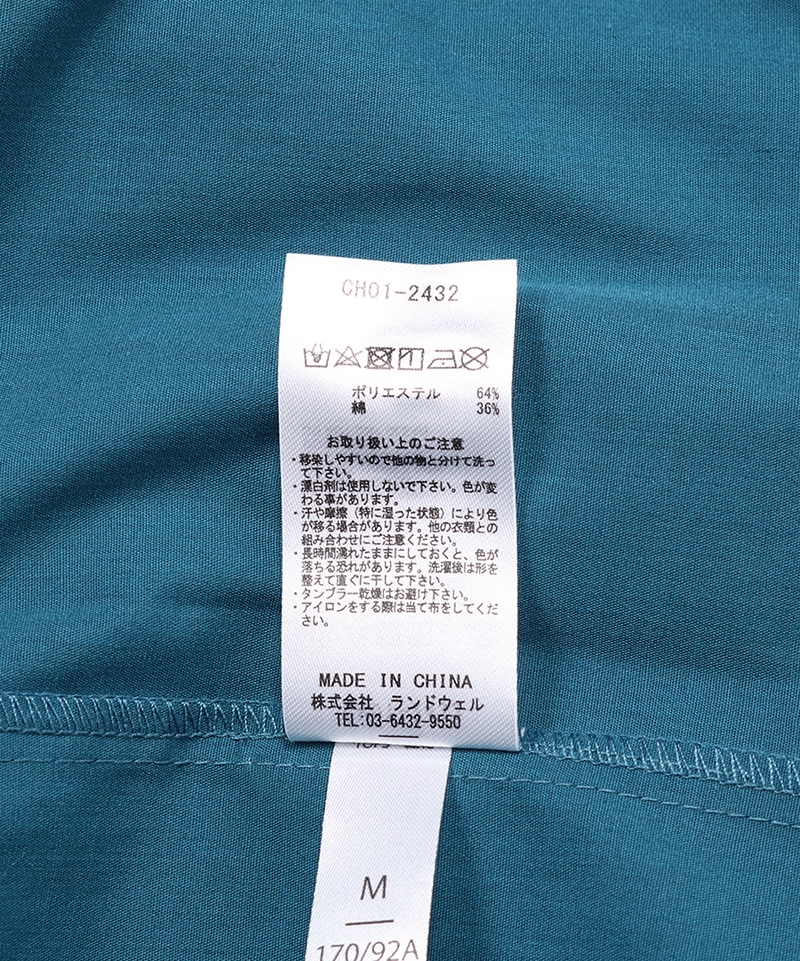 CH01-2432
ポリエステル 64%
綿 36%
お取り扱い上のご注意
・移染しやすいので他の物と分けて洗っ
て下さい。
・漂白剤は使用しないで下さい。色が変
わる事があります。
・汗や摩擦（特に湿った状態）により色
が移る場合があります。他の衣類との
組み合わせにご注意ください。
・長時間濡れたままにしておくと、色が
落ちる恐れがあります。洗濯後は形を
整えて直ぐに干して下さい。
・タンブラー乾燥はお避け下さい。
・アイロンをする際は当て布をしてくだ
さい。
MADE IN CHINA
株式会社 ランドウェル
TEL:03-6432-9550
M
170/92A